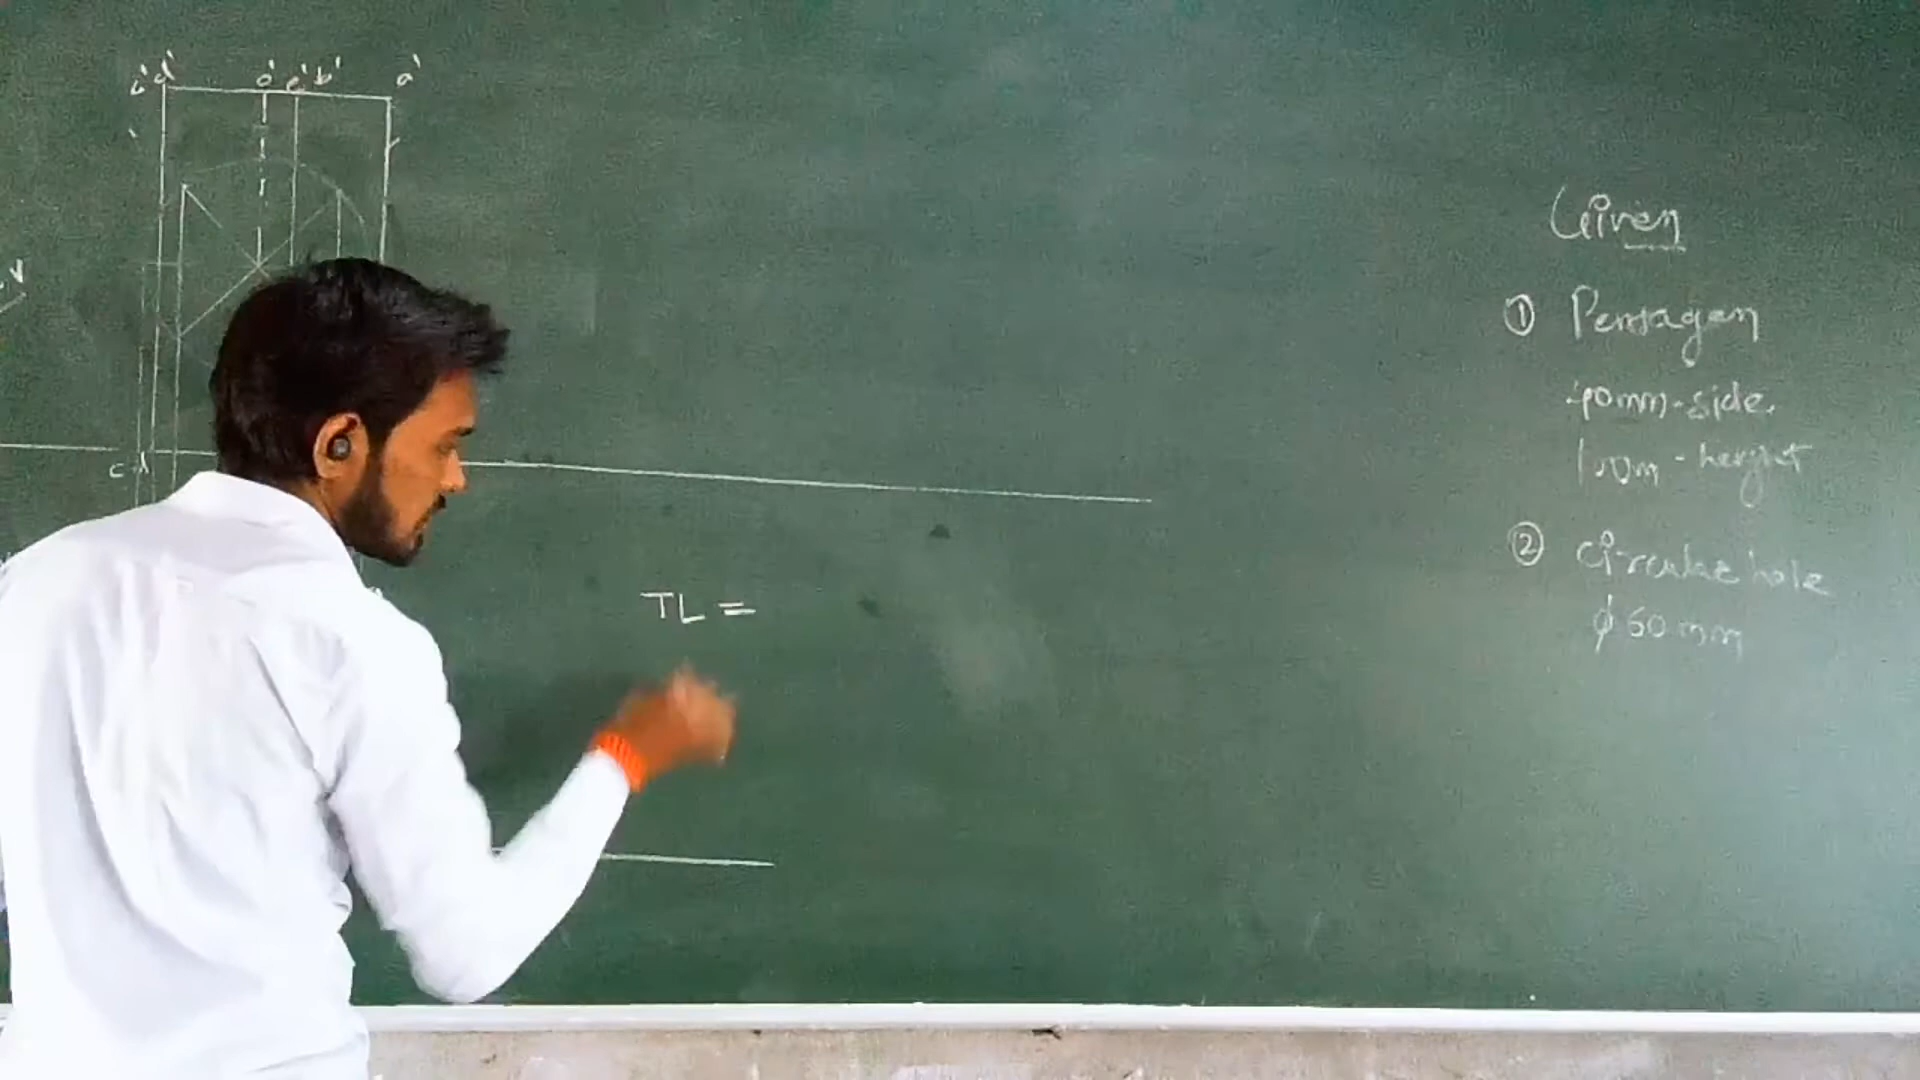 c' d' o' e' b' a'
V
c d
TL =
Given
① Pentagon
40mm-side.
100m-height
② circular hole
ϕ 60 mm